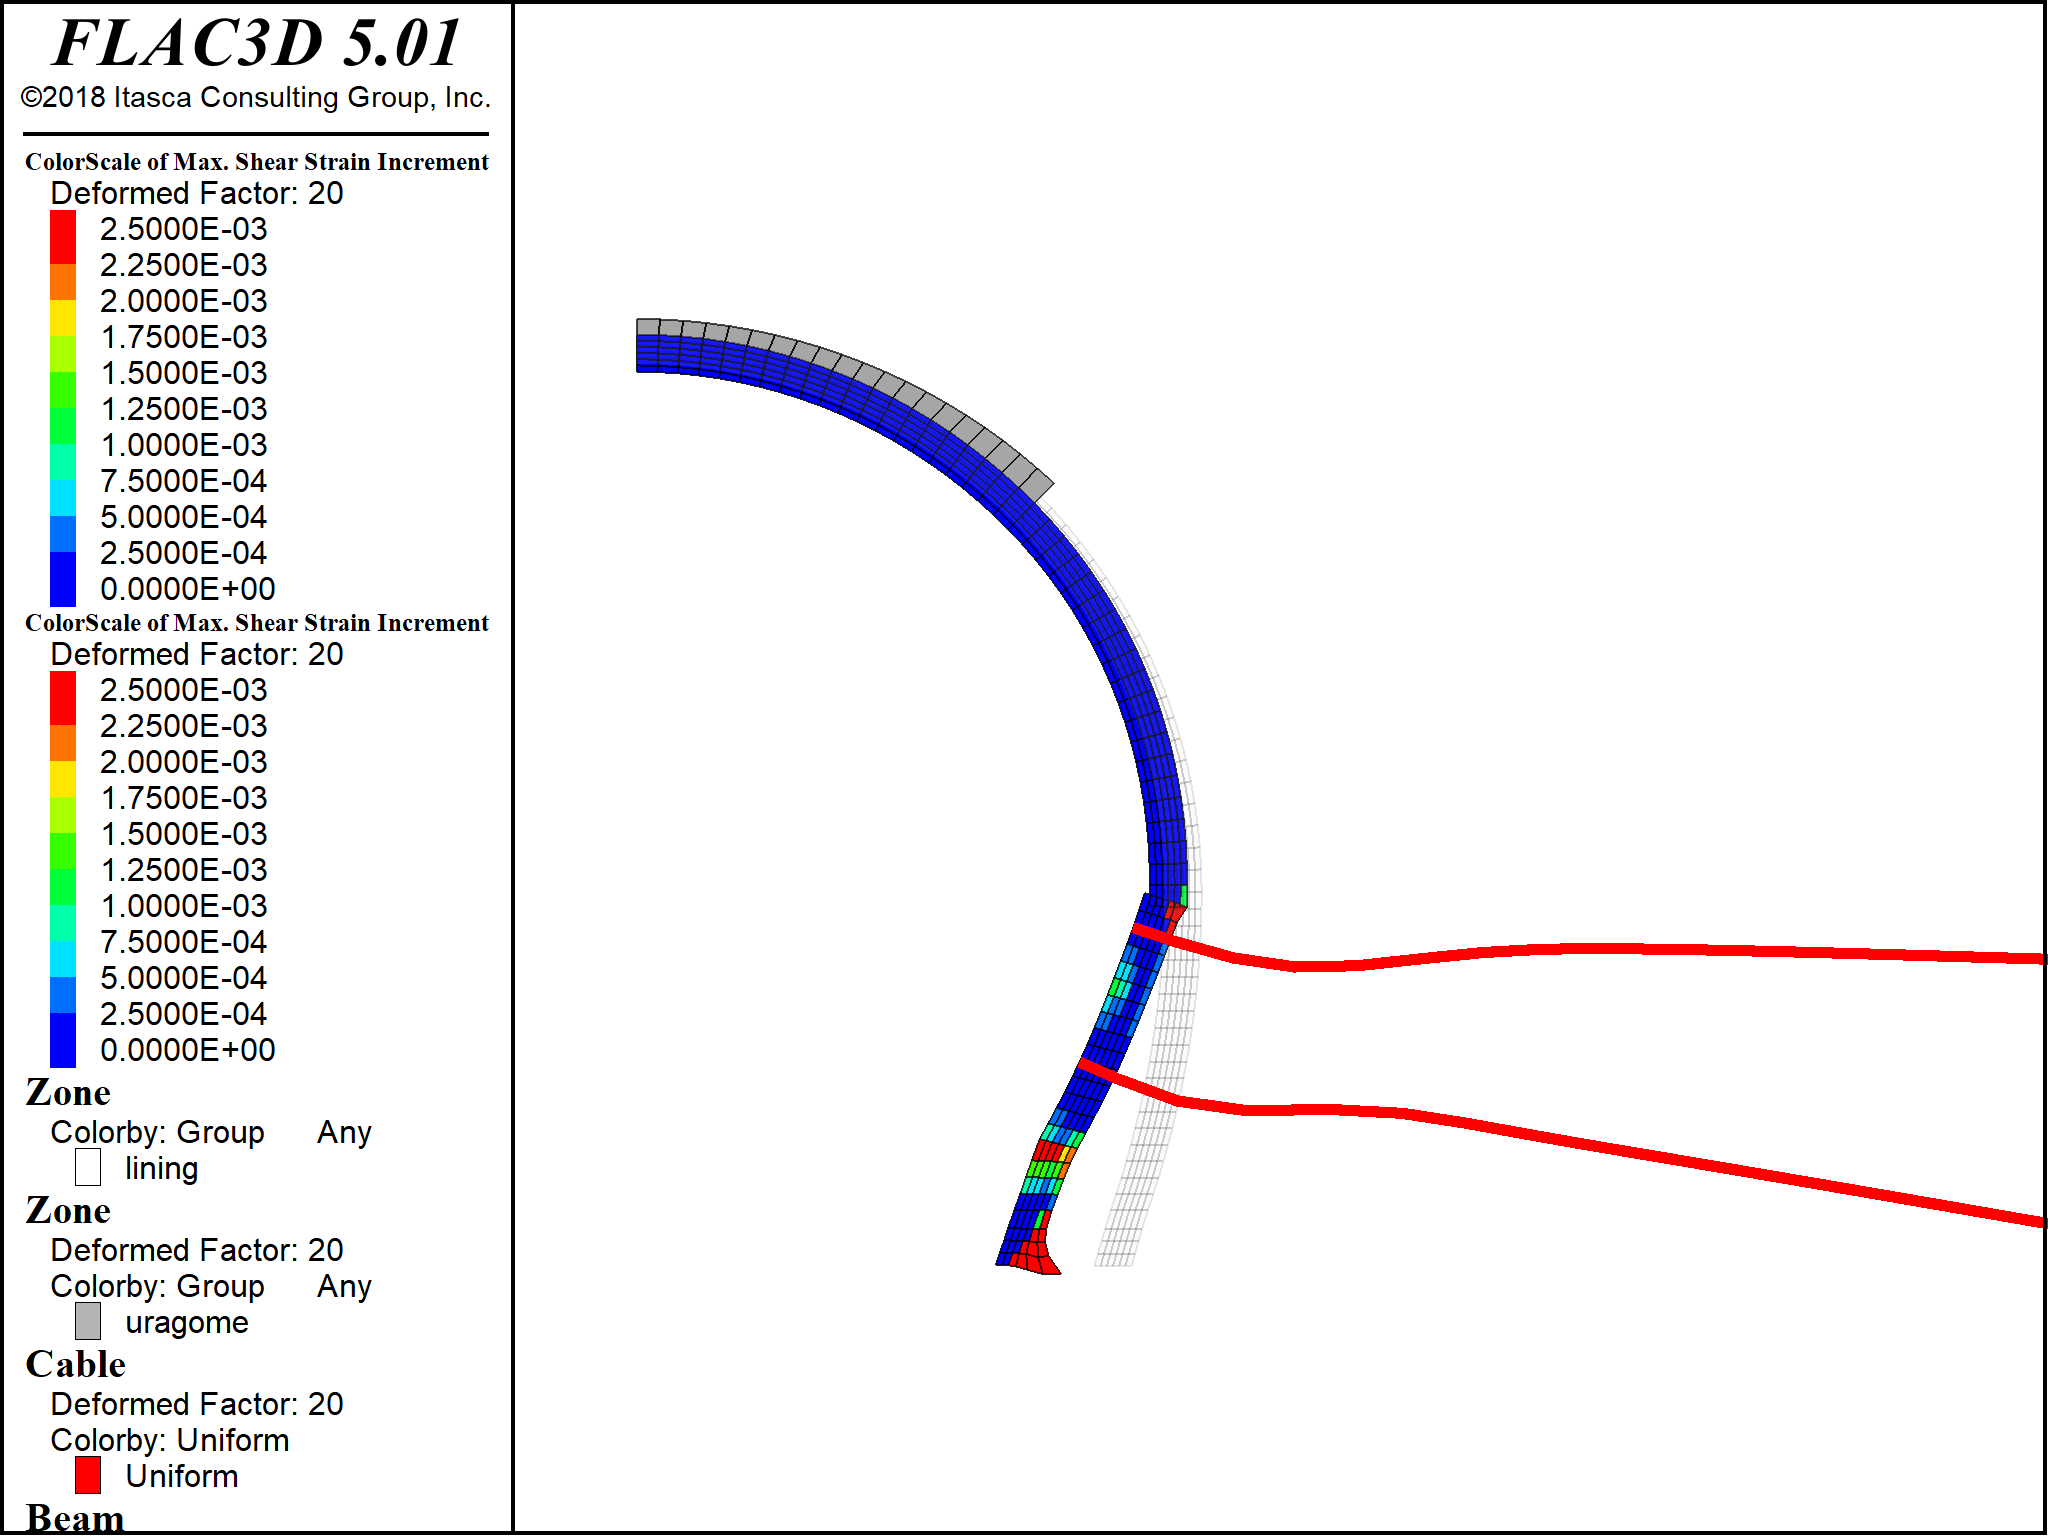 FLAC3D 5.01
©2018 Itasca Consulting Group, Inc.
ColorScale of Max. Shear Strain Increment
Deformed Factor: 20
2.5000E-03
2.2500E-03
2.0000E-03
1.7500E-03
1.5000E-03
1.2500E-03
1.0000E-03
7.5000E-04
5.0000E-04
2.5000E-04
0.0000E+00
ColorScale of Max. Shear Strain Increment
Deformed Factor: 20
2.5000E-03
2.2500E-03
2.0000E-03
1.7500E-03
1.5000E-03
1.2500E-03
1.0000E-03
7.5000E-04
5.0000E-04
2.5000E-04
0.0000E+00
Zone
Colorby: Group Any
lining
Zone
Deformed Factor: 20
Colorby: Group Any
uragome
Cable
Deformed Factor: 20
Colorby: Uniform
Uniform
Beam